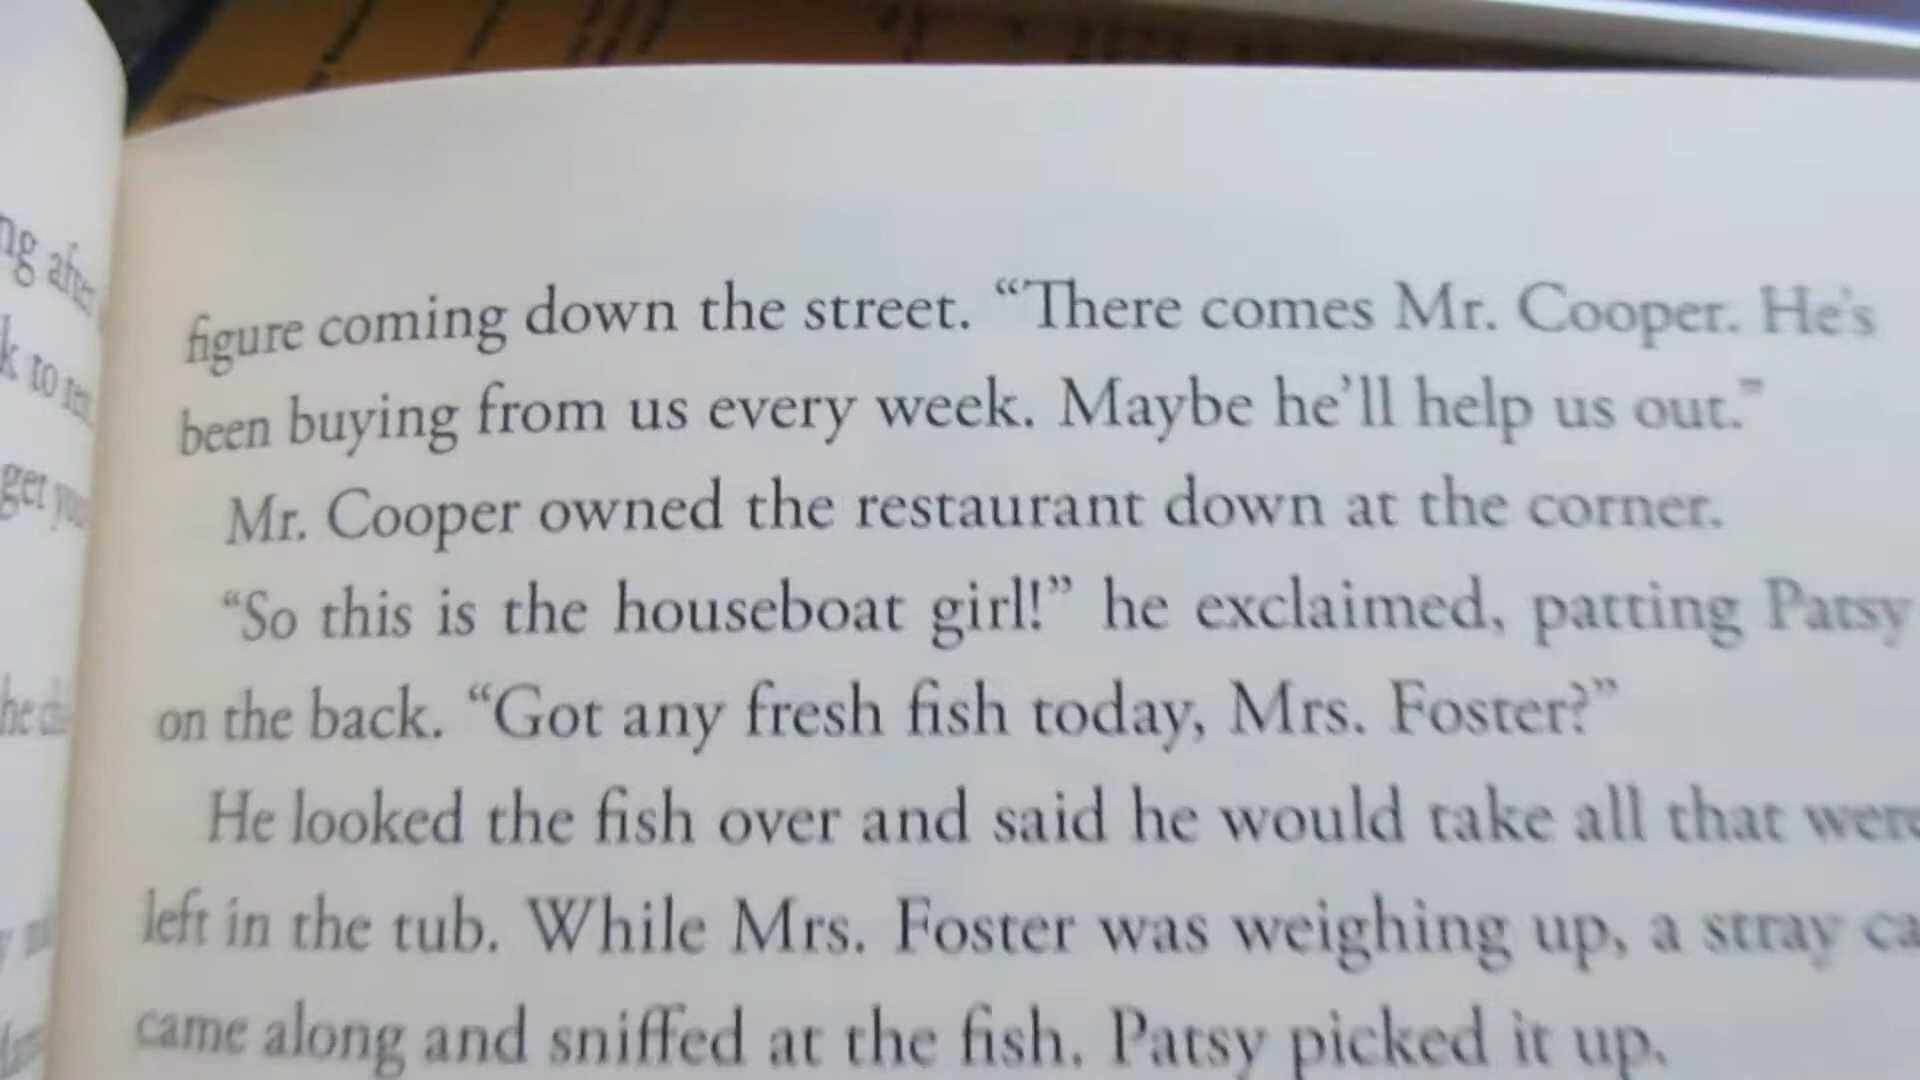 figure coming down the street. “There comes Mr. Cooper. He’s
been buying from us every week. Maybe he’ll help us out.”
Mr. Cooper owned the restaurant down at the corner.
“So this is the houseboat girl!” he exclaimed, patting Patsy
on the back. “Got any fresh fish today, Mrs. Foster?”
He looked the fish over and said he would take all that were
left in the tub. While Mrs. Foster was weighing up, a stray
came along and sniffed at the fish. Patsy picked it up.